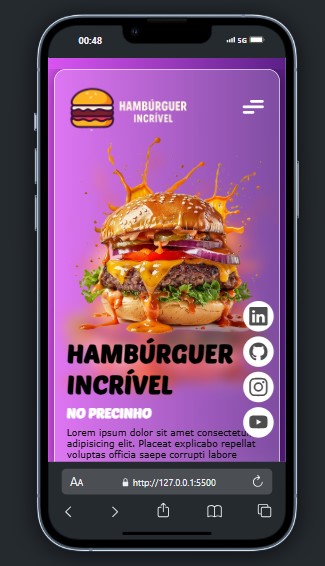 00:48
5G
HAMBÚRGUER
INCRÍVEL
HAMBÚRGUER
INCRÍVEL
NO PRECINHO
Lorem ipsum dolor sit amet consectetur
adipisicing elit. Placeat explicabo repellat
voluptas officia saepe corrupti labore
AA http://127.0.0.1:5500